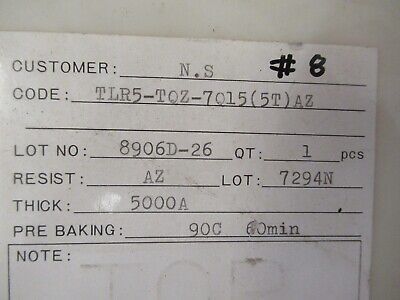 CUSTOMER: N.S #8
CODE: TLR5-TQZ-7Q15(5T)AZ
LOT NO: 8906D-26 QT: 1 pcs
RESIST: AZ LOT: 7294N
THICK: 5000A
PRE BAKING: 90C 60min
NOTE:
TOP